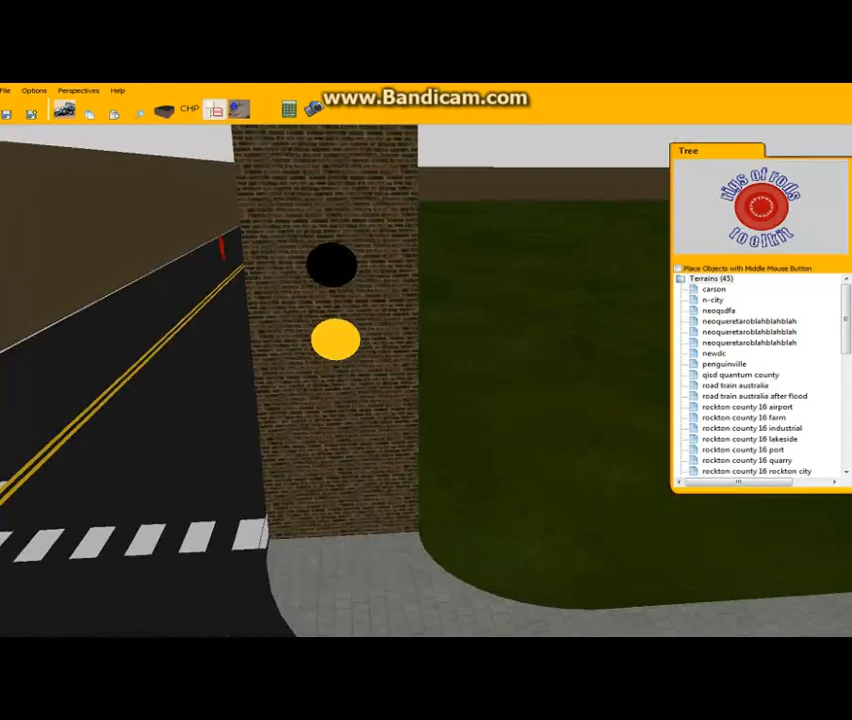 File Options Perspectives Help
www.Bandicam.com
CHP
Tree
rigs of rods
toolkit
Place Objects with Middle Mouse Button
Terrains (45)
carson
n-city
neoqsdfa
neoqueretaroblahblahblah
neoqueretaroblahblahblah
neoqueretaroblahblahblah
newdc
penguinville
qisd quantum county
road train australia
road train australia after flood
rockton county 16 airport
rockton county 16 farm
rockton county 16 industrial
rockton county 16 lakeside
rockton county 16 port
rockton county 16 quarry
rockton county 16 rockton city